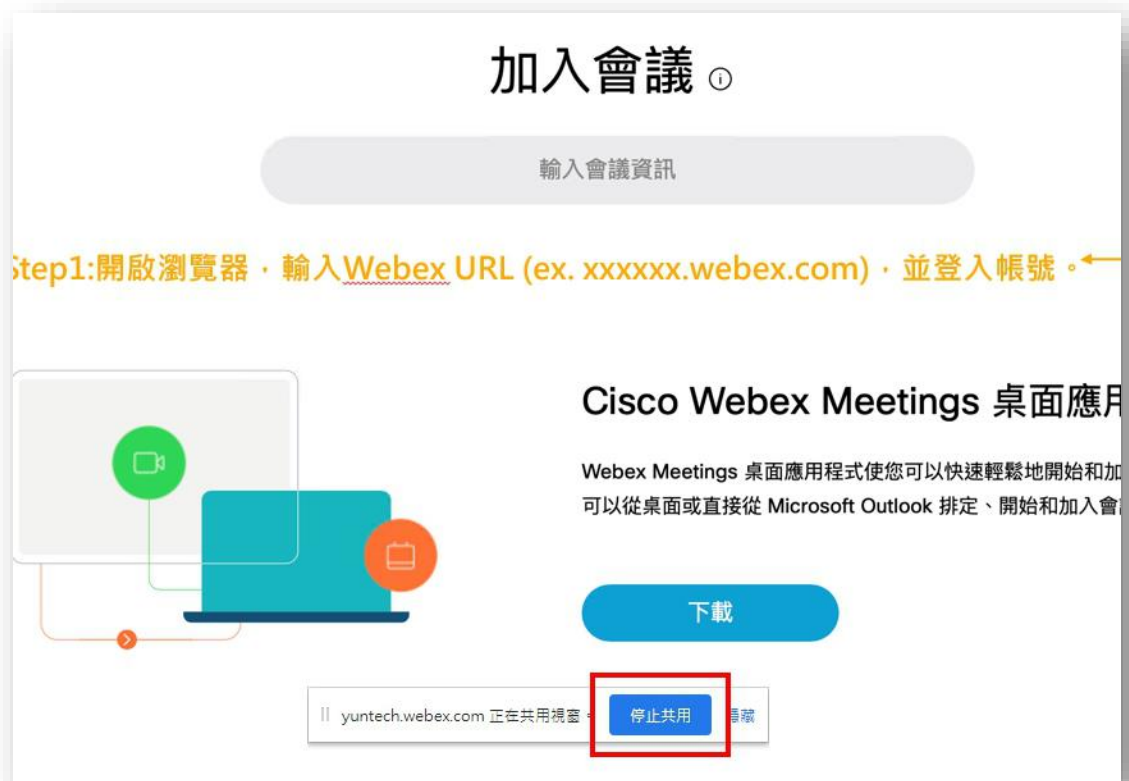 加入會議
輸入會議資訊
Step1:開啟瀏覽器，輸入Webex URL (ex. xxxxxx.webex.com)，並登入帳號。
Cisco Webex Meetings 桌面應用
Webex Meetings 桌面應用程式使您可以快速輕鬆地開始和加
可以從桌面或直接從 Microsoft Outlook 排定、開始和加入會
下載
yuntech.webex.com 正在共用視窗。 停止共用 隱藏